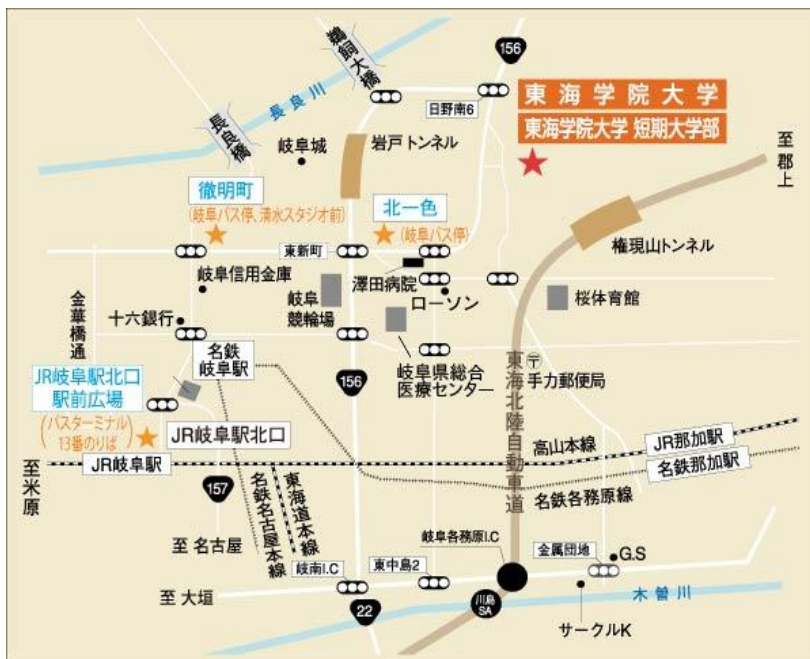 鵜飼大橋
156
長良川
日野南6
東海学院大学
東海学院大学 短期大学部
長良橋
岐阜城
岩戸トンネル
至郡上
徹明町
(岐阜バス停、清水スタジオ前)
北一色
(岐阜バス停)
権現山トンネル
東新町
澤田病院
岐阜信用金庫
岐阜
競輪場
ローソン
桜体育館
金華橋通
十六銀行
名鉄
岐阜駅
岐阜県総合
医療センター
〒
手力郵便局
JR岐阜駅北口
駅前広場
156
東海北陸自動車道
(バスターミナル
13番のりば)
JR岐阜駅北口
高山本線
JR那加駅
至米原
JR岐阜駅
名鉄那加駅
157
名鉄名古屋本線
東海道本線
名鉄各務原線
至 名古屋
岐阜各務原I.C
金属団地
G.S
岐南I.C
東中島2
至 大垣
22
川島
SA
木曽川
サークルK